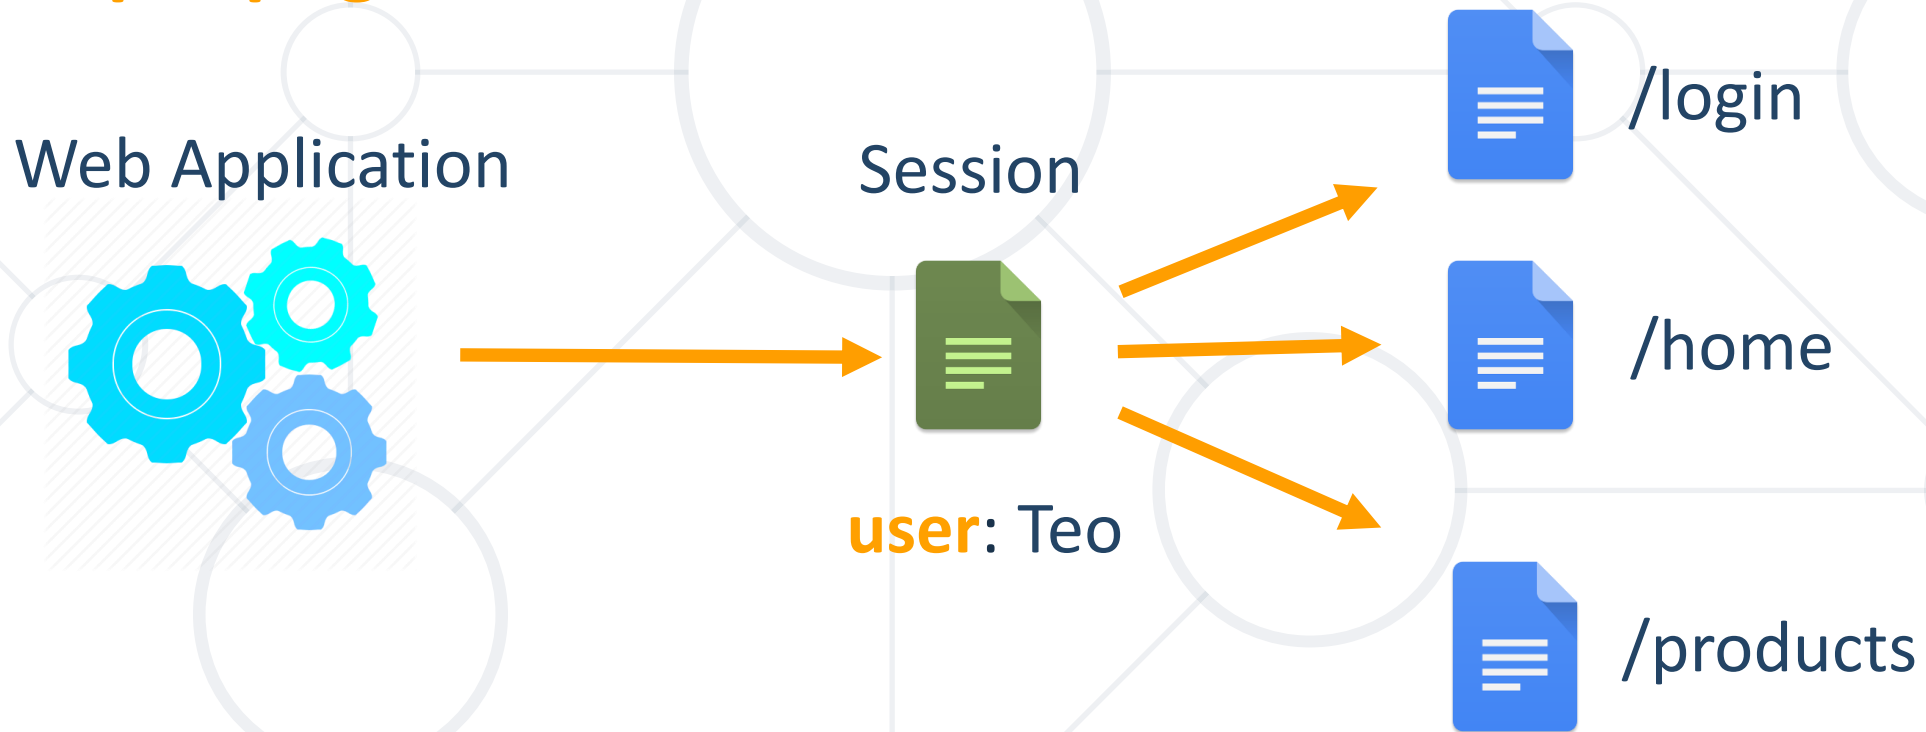 Web Application
Session
user: Teo
/login
/home
/products